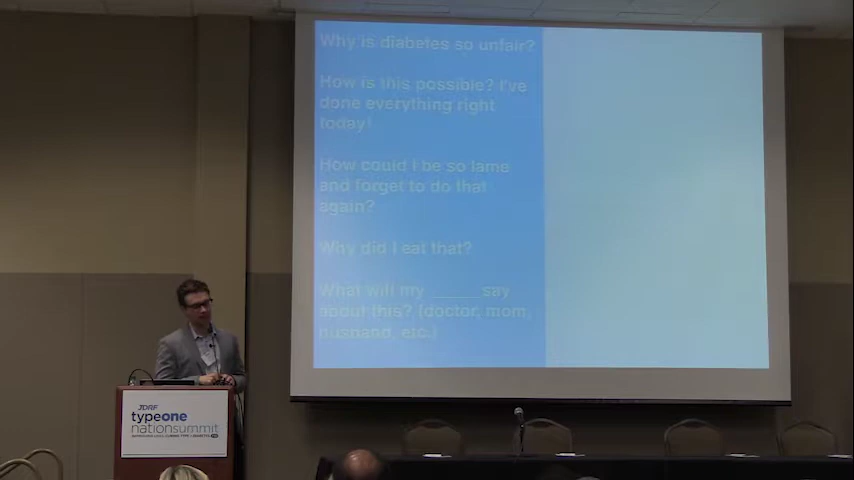 Why is diabetes so unfair?
How is this possible? I've
done everything right
today!
How could I be so lame
and forget to do that
again?
Why did I eat that?
What will my ______ say
about this? (doctor, mom,
husband, etc.)
JDRF
typeone
nationsummit